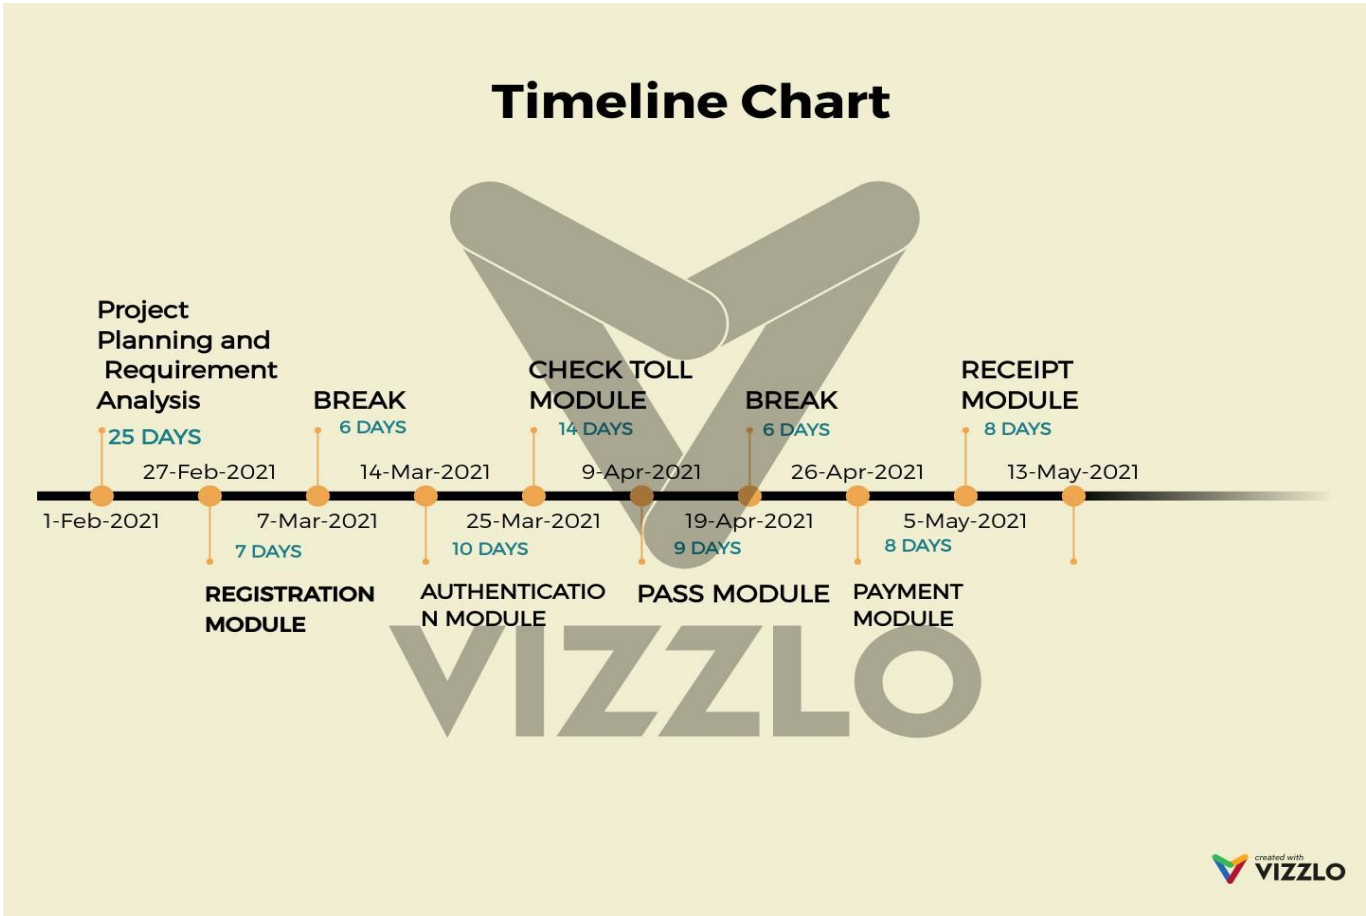 Timeline Chart
Project
Planning and
Requirement
Analysis
25 DAYS
BREAK
6 DAYS
CHECK TOLL
MODULE
14 DAYS
BREAK
6 DAYS
RECEIPT
MODULE
8 DAYS
27-Feb-2021
14-Mar-2021
9-Apr-2021
26-Apr-2021
13-May-2021
1-Feb-2021
7-Mar-2021
25-Mar-2021
19-Apr-2021
5-May-2021
7 DAYS
REGISTRATION
MODULE
10 DAYS
AUTHENTICATIO
N MODULE
9 DAYS
PASS MODULE
8 DAYS
PAYMENT
MODULE
VIZZLO
created with
VIZZLO